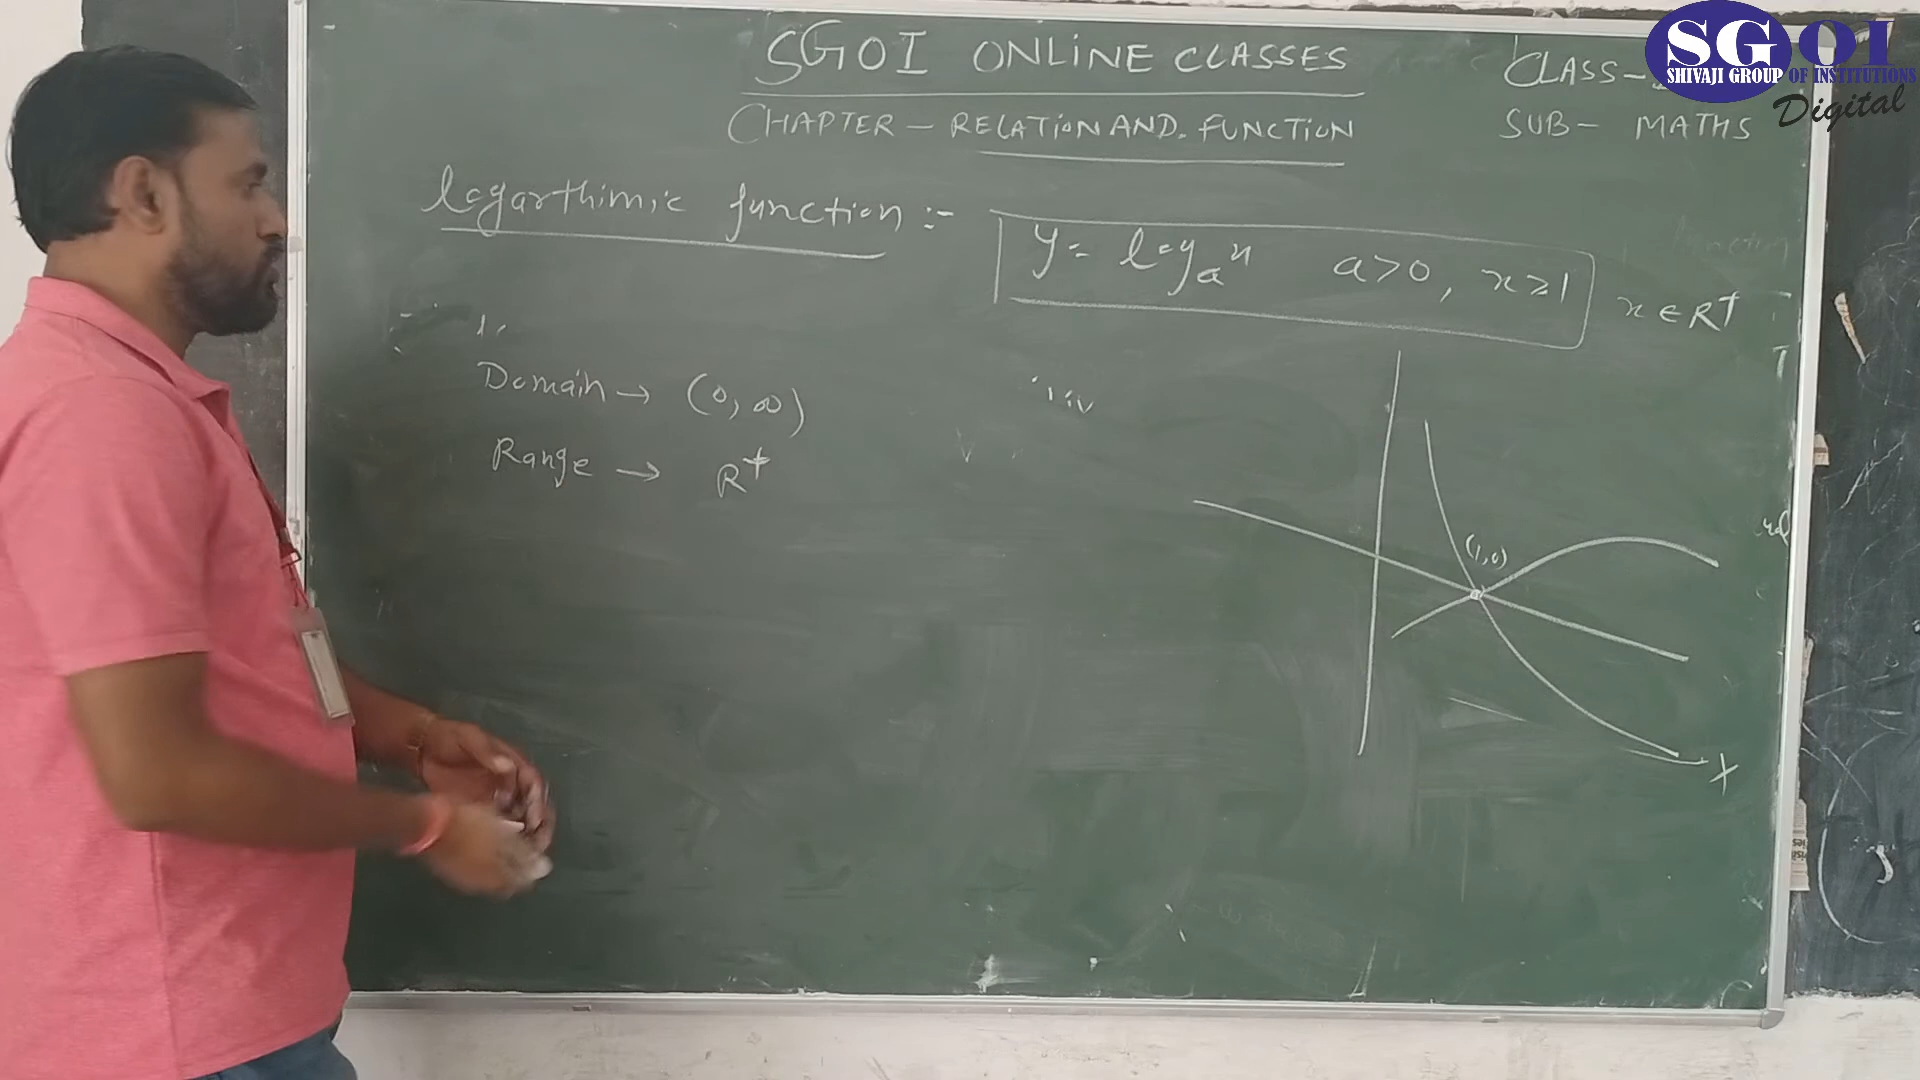 SGOI ONLINE CLASSES
CLASS-
SGOI
SHIVAJI GROUP OF INSTITUTIONS
Digital
CHAPTER - RELATION AND FUNCTION
SUB - MATHS
logarthimic function :-
y = log_a x a>0, x≥1
x ∈ R⁺
Domain → (0, ∞)
Range → R⁺
(1,0)
X